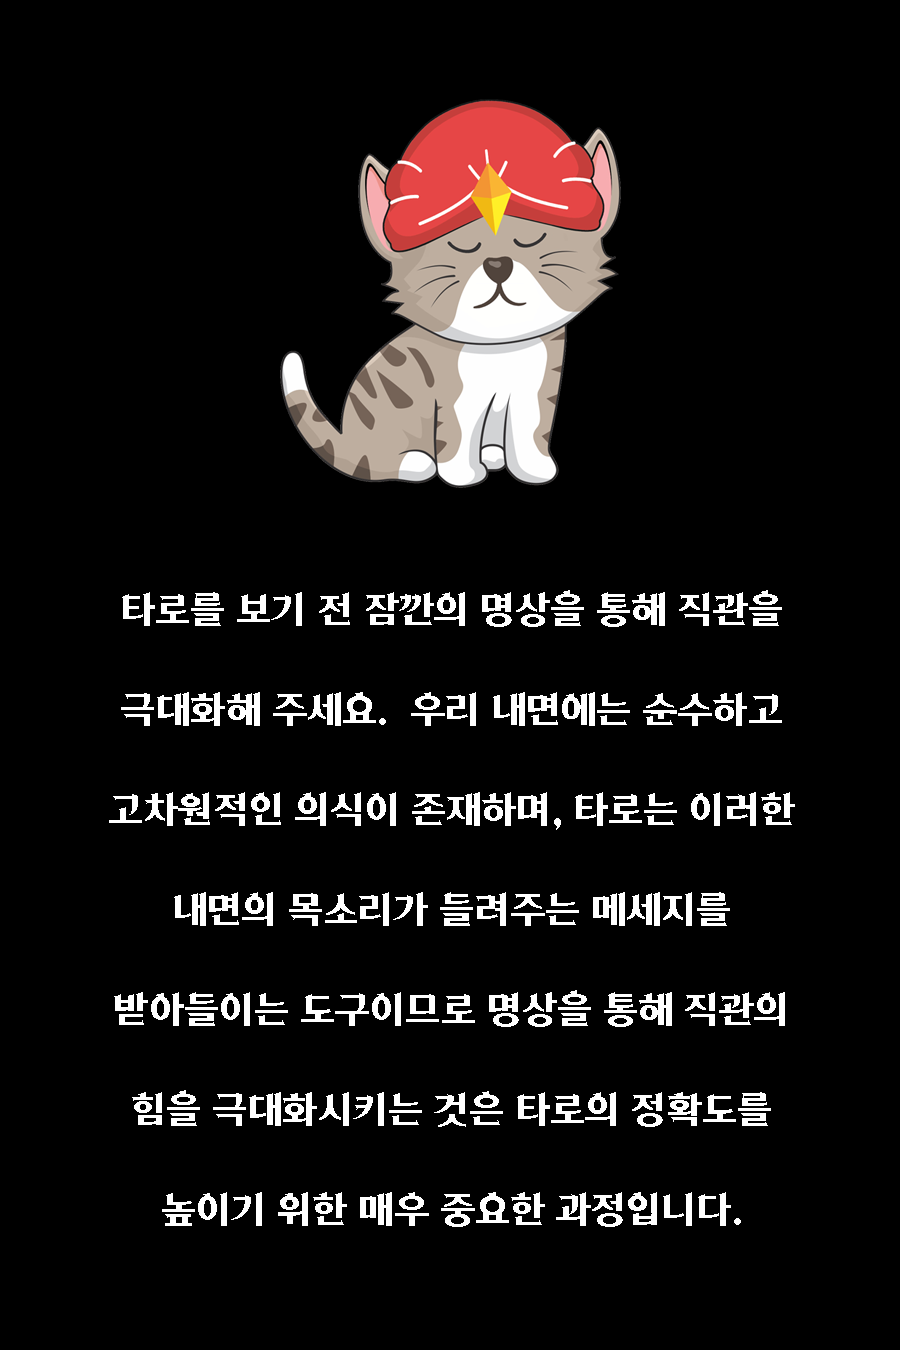 타로를 보기 전 잠깐의 명상을 통해 직관을
극대화해 주세요.  우리 내면에는 순수하고
고차원적인 의식이 존재하며, 타로는 이러한
내면의 목소리가 들려주는 메세지를
받아들이는 도구이므로 명상을 통해 직관의
힘을 극대화시키는 것은 타로의 정확도를
높이기 위한 매우 중요한 과정입니다.